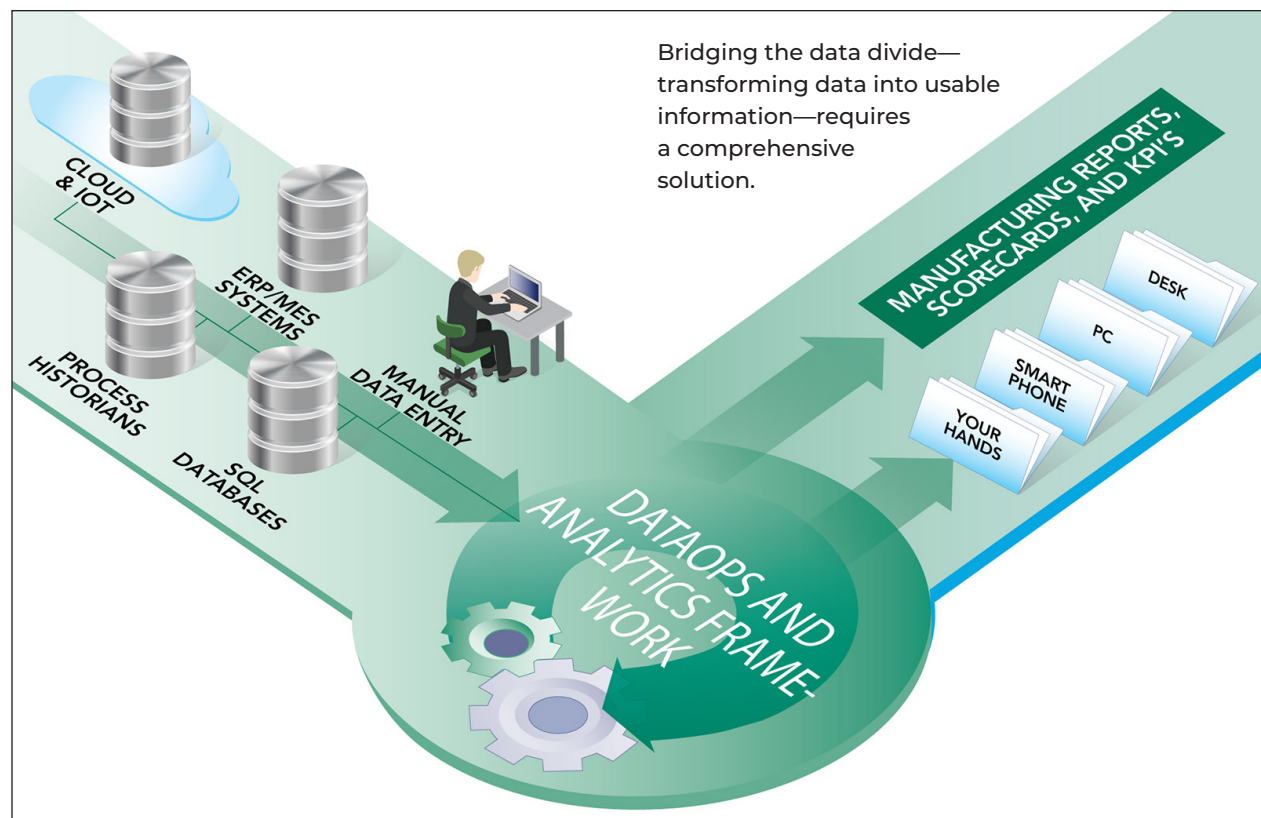 Bridging the data divide—
transforming data into usable
information—requires
a comprehensive
solution.
CLOUD
& IOT
ERP/MES
SYSTEMS
PROCESS
HISTORIANS
SQL
DATABASES
MANUAL
DATA ENTRY
DATAOPS AND
ANALYTICS FRAME-
WORK
MANUFACTURING REPORTS,
SCORECARDS, AND KPI'S
DESK
PC
SMART
PHONE
YOUR
HANDS